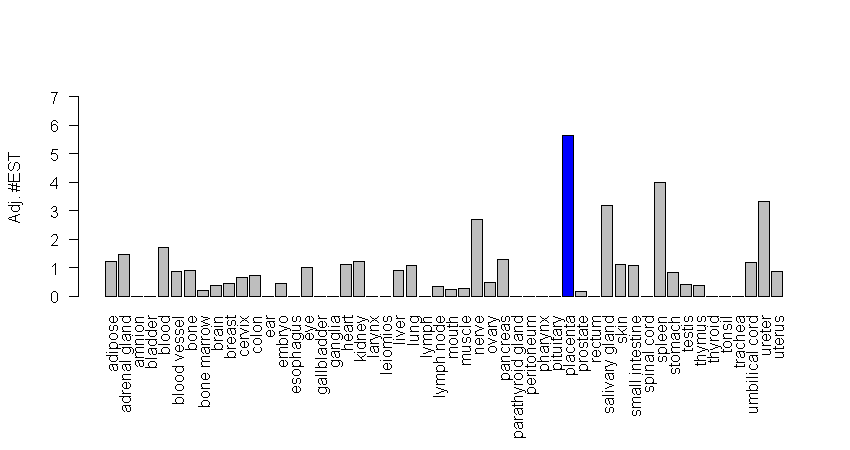 Adj. #EST
7
6
5
4
3
2
1
0
adipose
adrenal gland
amnion
bladder
blood
blood vessel
bone
bone marrow
brain
breast
cervix
colon
ear
embryo
esophagus
eye
gallbladder
ganglia
heart
kidney
larynx
leiomios
liver
lung
lymph
lymph node
mouth
muscle
nerve
ovary
pancreas
parathyroid gland
peritoneum
pharynx
pituitary
placenta
prostate
rectum
salivary gland
skin
small intestine
spinal cord
spleen
stomach
testis
thymus
thyroid
tonsil
trachea
umbilical cord
ureter
uterus